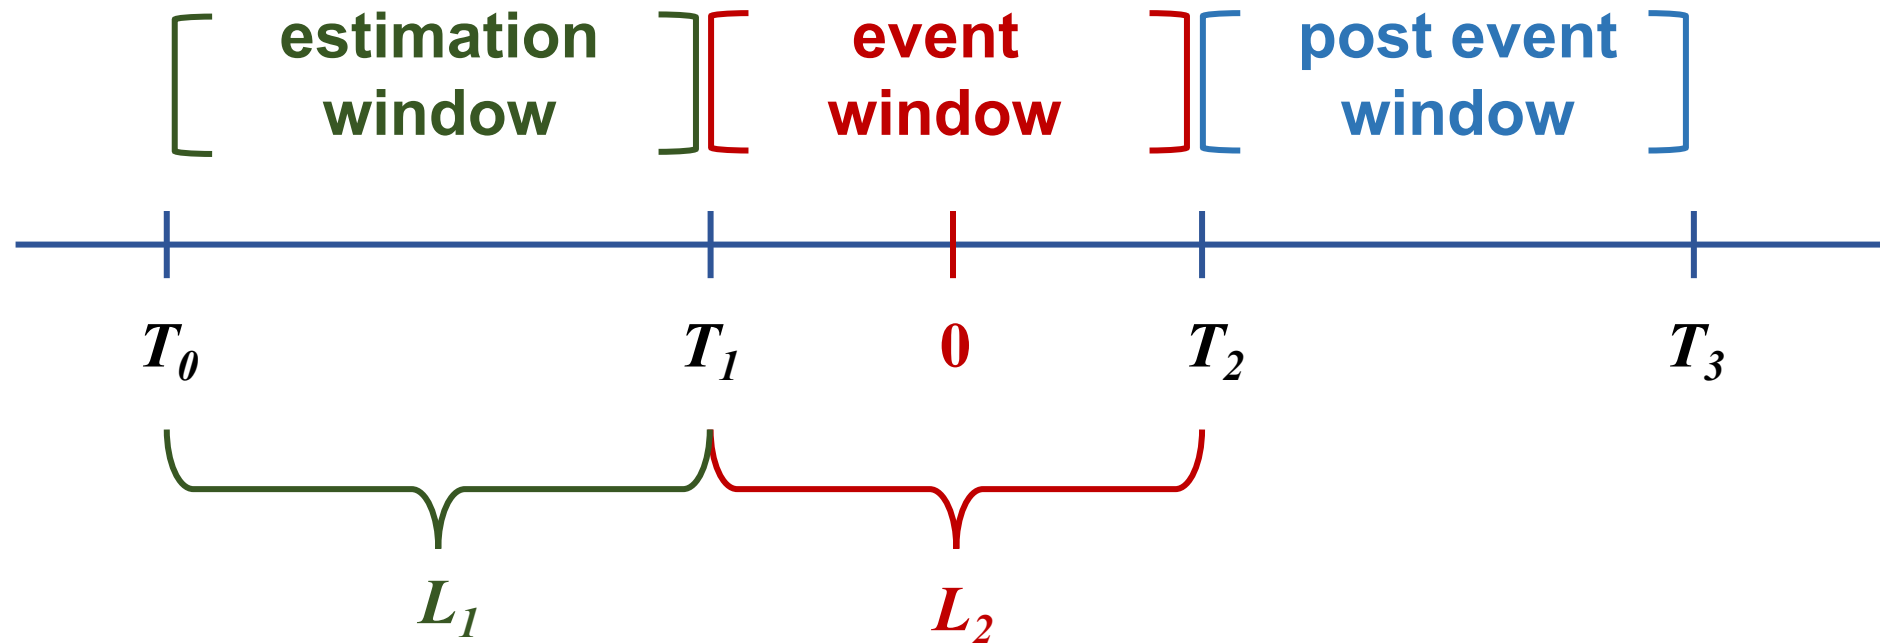 estimation
window
event
window
post event
window
T0
T1
0
T2
T3
L1
L2